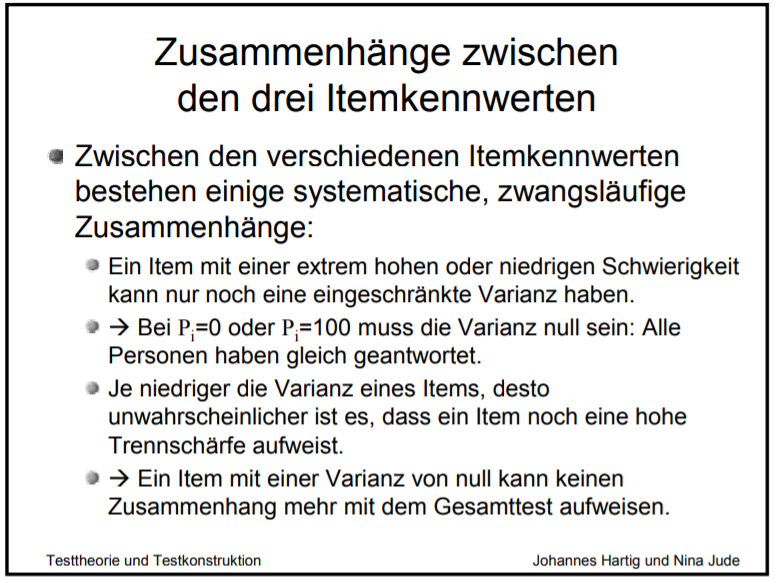 Zusammenhänge zwischen
den drei Itemkennwerten
Zwischen den verschiedenen Itemkennwerten
bestehen einige systematische, zwangsläufige
Zusammenhänge:
Ein Item mit einer extrem hohen oder niedrigen Schwierigkeit
kann nur noch eine eingeschränkte Varianz haben.
→ Bei Pi=0 oder Pi=100 muss die Varianz null sein: Alle
Personen haben gleich geantwortet.
Je niedriger die Varianz eines Items, desto
unwahrscheinlicher ist es, dass ein Item noch eine hohe
Trennschärfe aufweist.
→ Ein Item mit einer Varianz von null kann keinen
Zusammenhang mehr mit dem Gesamttest aufweisen.
Testtheorie und Testkonstruktion
Johannes Hartig und Nina Jude